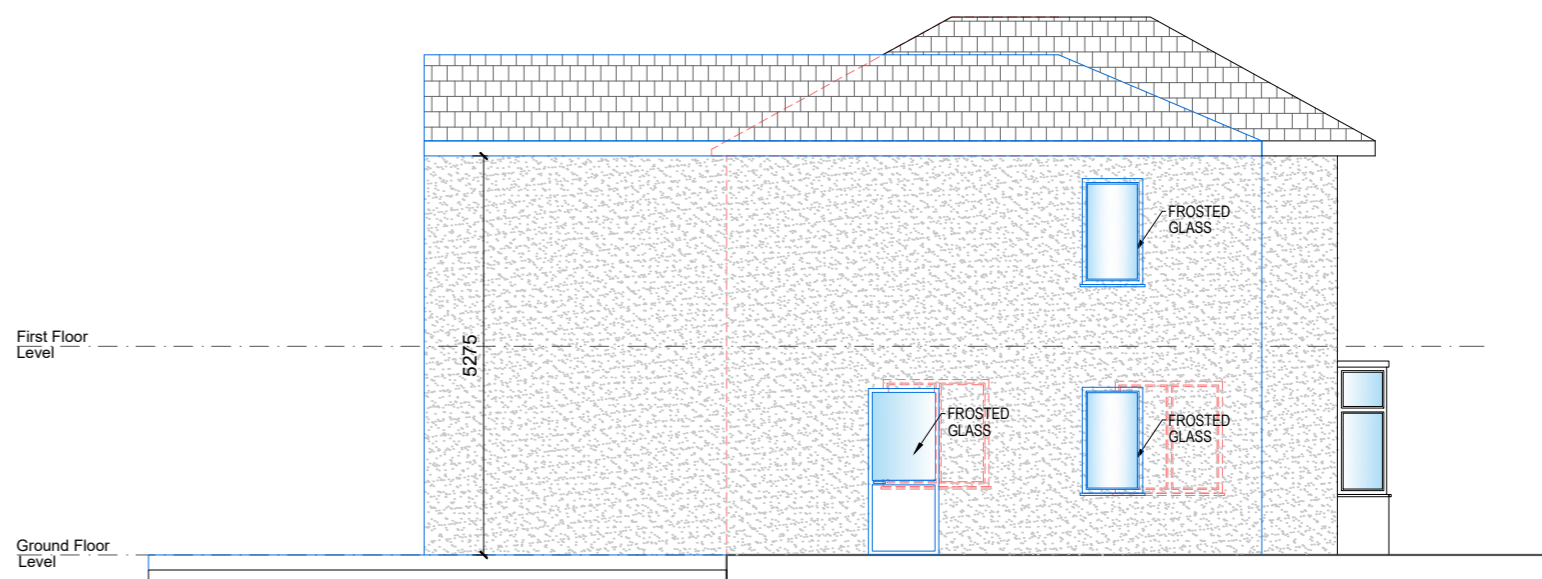 FROSTED
GLASS
First Floor
Level
5275
FROSTED
GLASS
FROSTED
GLASS
Ground Floor
Level